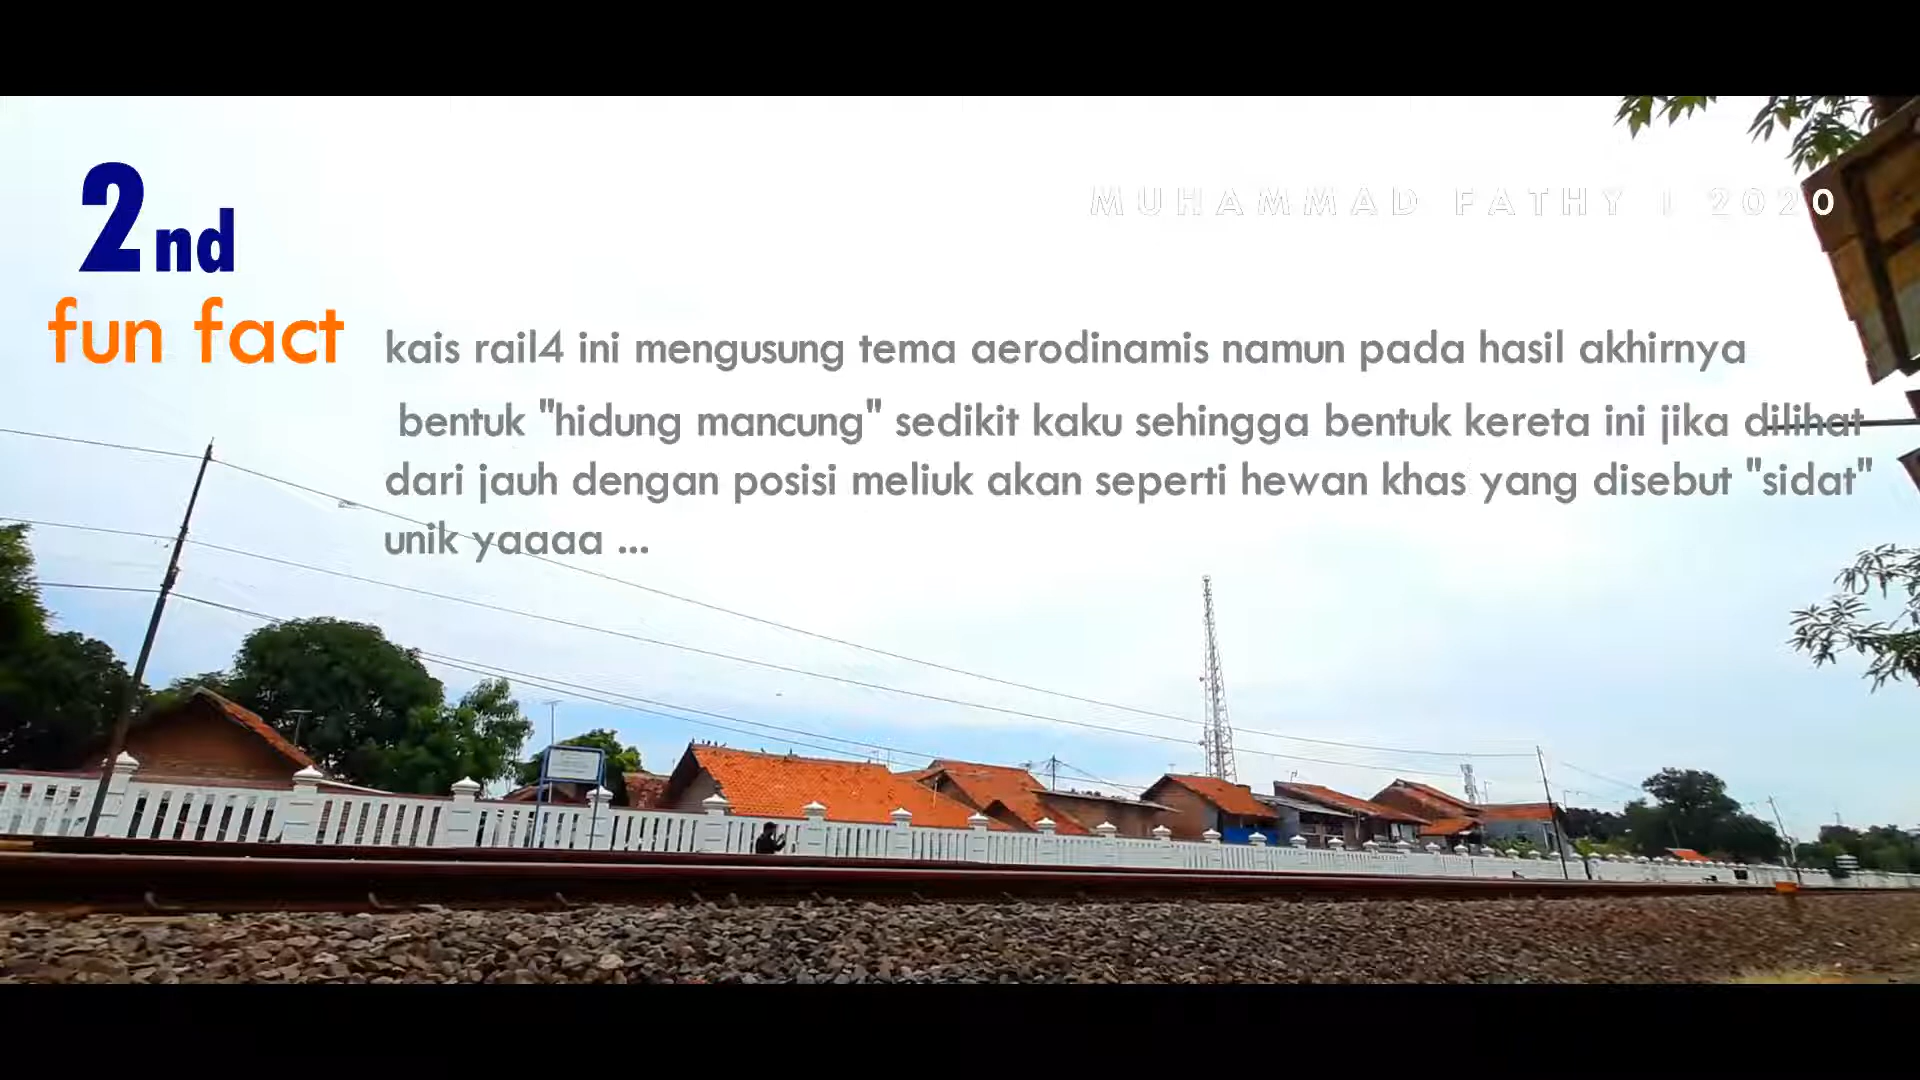 MUHAMMAD FATHY | 2020
2nd
fun fact
kais rail4 ini mengusung tema aerodinamis namun pada hasil akhirnya
bentuk "hidung mancung" sedikit kaku sehingga bentuk kereta ini jika dilihat
dari jauh dengan posisi meliuk akan seperti hewan khas yang disebut "sidat"
unik yaaaa ...